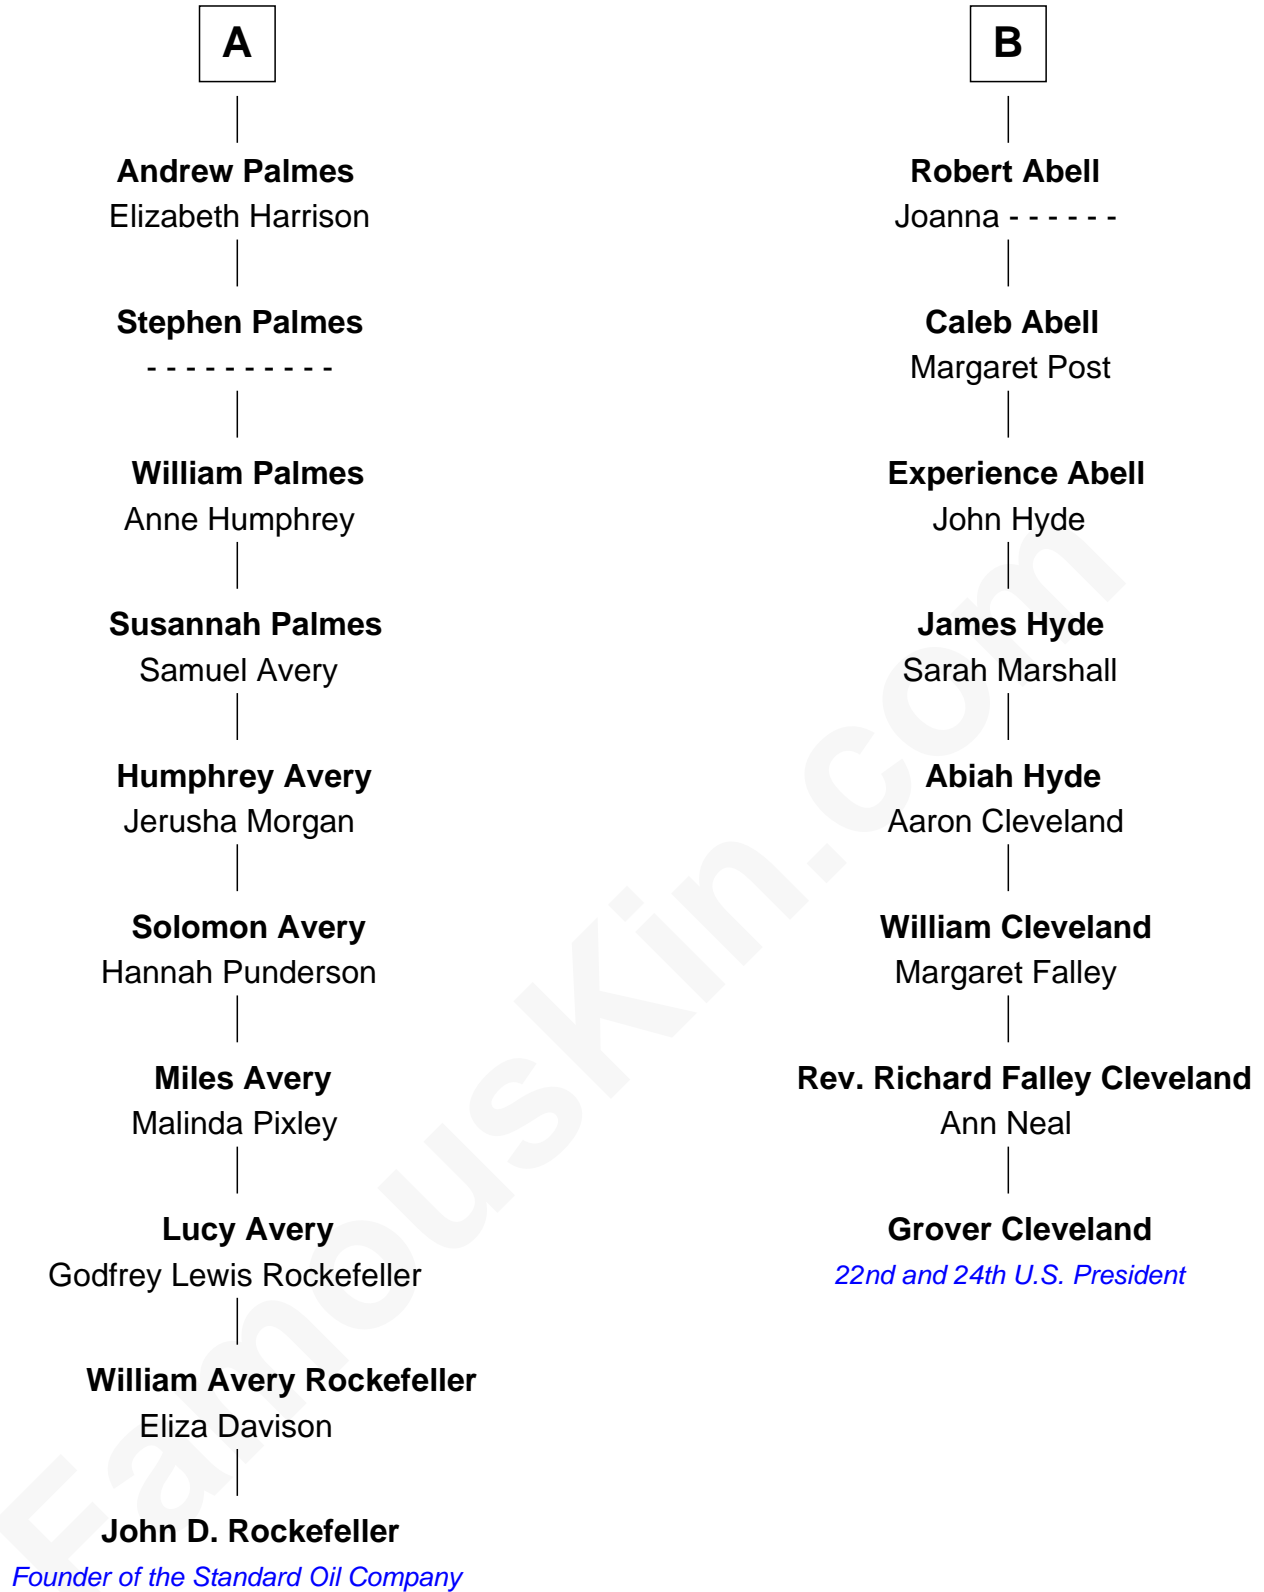 A
Andrew Palmes
Elizabeth Harrison
Stephen Palmes
- - - - - - - - - -
William Palmes
Anne Humphrey
Susannah Palmes
Samuel Avery
Humphrey Avery
Jerusha Morgan
Solomon Avery
Hannah Punderson
Miles Avery
Malinda Pixley
Lucy Avery
Godfrey Lewis Rockefeller
William Avery Rockefeller
Eliza Davison
John D. Rockefeller
Founder of the Standard Oil Company
B
Robert Abell
Joanna - - - - - -
Caleb Abell
Margaret Post
Experience Abell
John Hyde
James Hyde
Sarah Marshall
Abiah Hyde
Aaron Cleveland
William Cleveland
Margaret Falley
Rev. Richard Falley Cleveland
Ann Neal
Grover Cleveland
22nd and 24th U.S. President
FamousKin.com